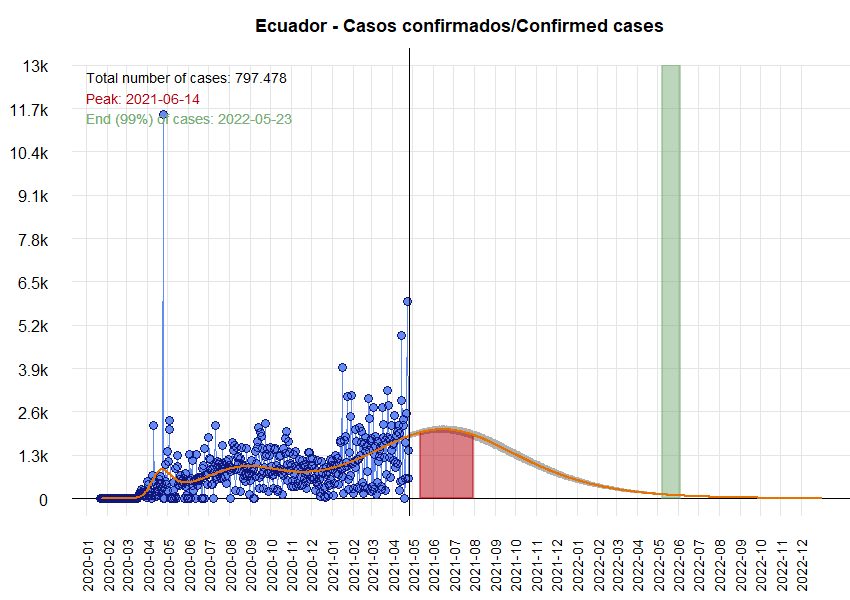 Ecuador - Casos confirmados/Confirmed cases
13k
11.7k
10.4k
9.1k
7.8k
6.5k
5.2k
3.9k
2.6k
1.3k
0
Total number of cases: 797.478
Peak: 2021-06-14
End (99%) of cases: 2022-05-23
2020-01
2020-02
2020-03
2020-04
2020-05
2020-06
2020-07
2020-08
2020-09
2020-10
2020-11
2020-12
2021-01
2021-02
2021-03
2021-04
2021-05
2021-06
2021-07
2021-08
2021-09
2021-10
2021-11
2021-12
2022-01
2022-02
2022-03
2022-04
2022-05
2022-06
2022-07
2022-08
2022-09
2022-10
2022-11
2022-12